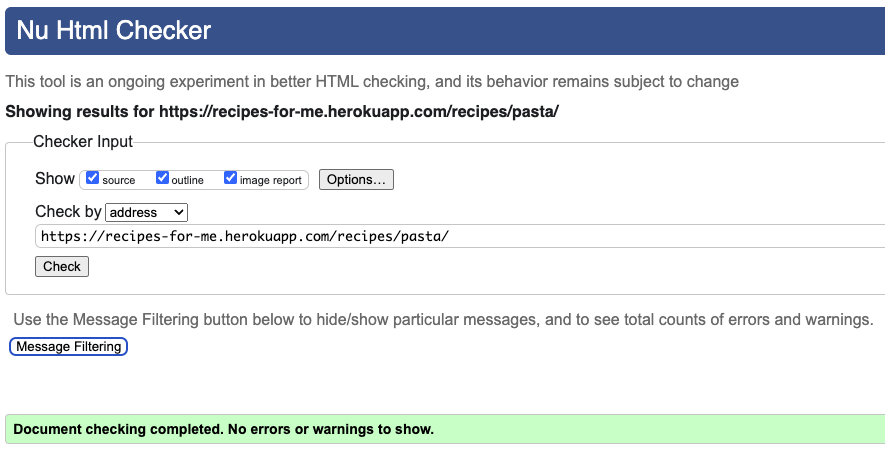 Nu Html Checker
This tool is an ongoing experiment in better HTML checking, and its behavior remains subject to change
Showing results for https://recipes-for-me.herokuapp.com/recipes/pasta/
Checker Input
Show source outline image report Options...
Check by address
https://recipes-for-me.herokuapp.com/recipes/pasta/
Check
Use the Message Filtering button below to hide/show particular messages, and to see total counts of errors and warnings.
Message Filtering
Document checking completed. No errors or warnings to show.